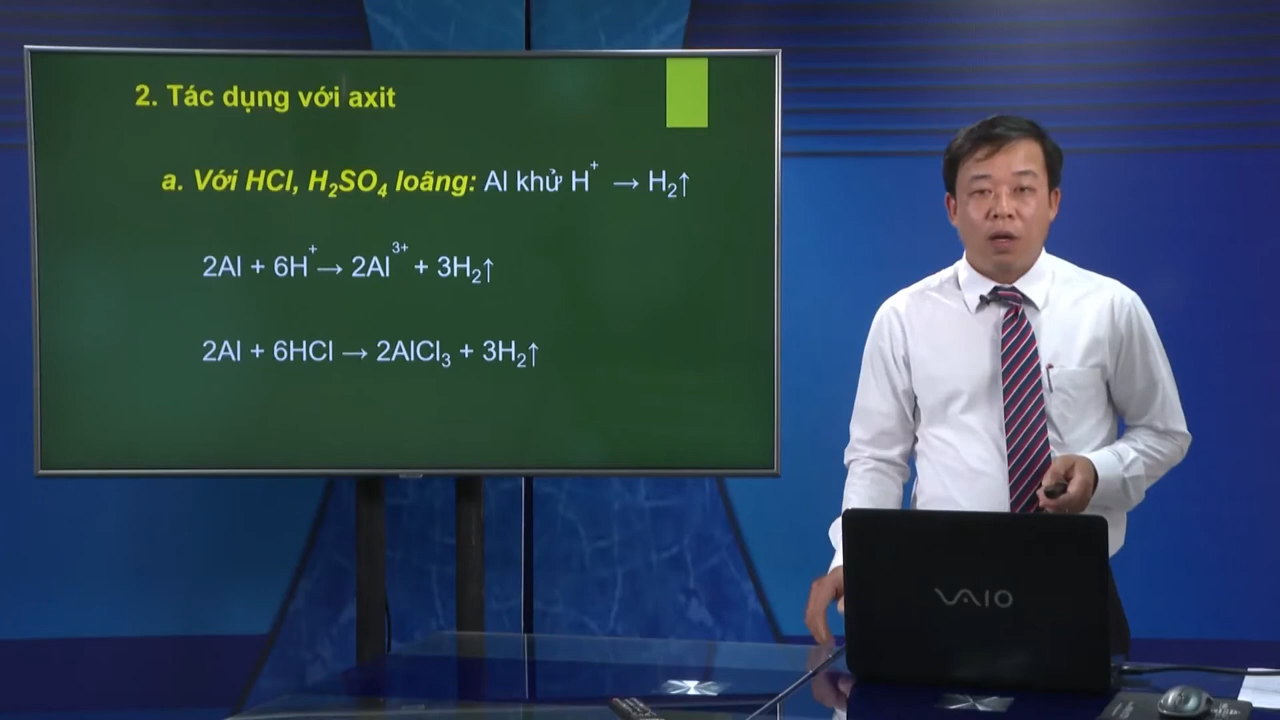 2. Tác dụng với axit
a. Với HCl, H₂SO₄ loãng: Al khử H⁺ → H₂↑
2Al + 6H⁺ → 2Al³⁺ + 3H₂↑
2Al + 6HCl → 2AlCl₃ + 3H₂↑
VAIO